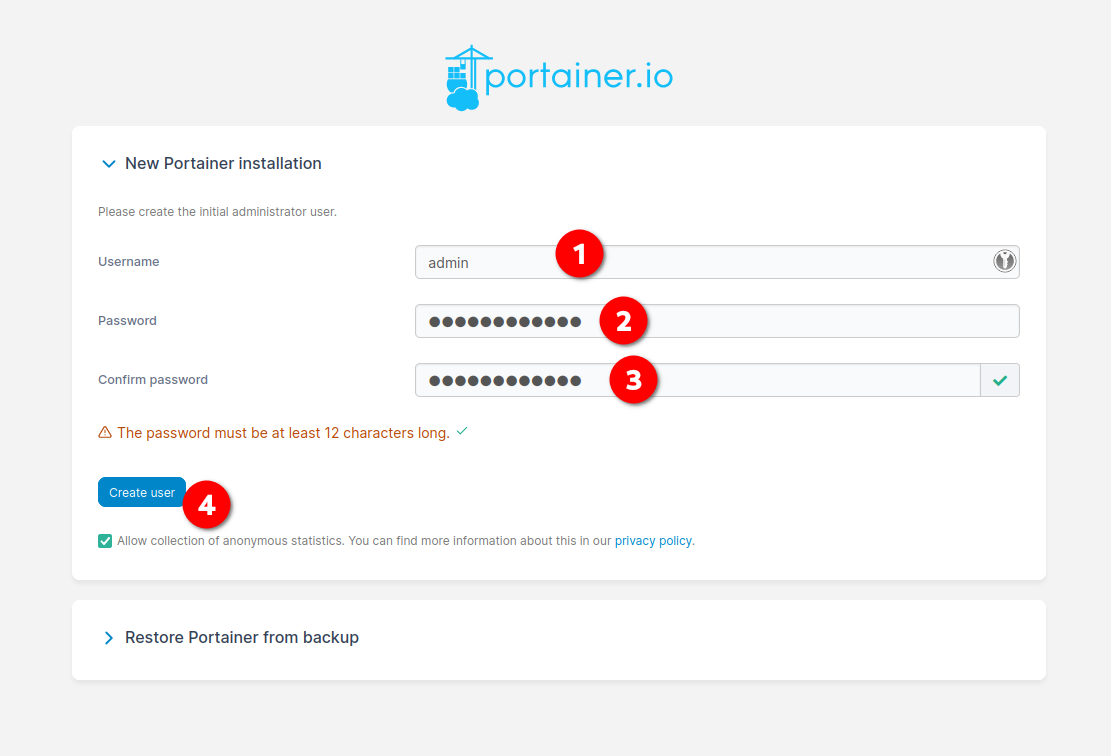 portainer.io
New Portainer installation
Please create the initial administrator user.
Username
admin
1
Password
●●●●●●●●●●●●
2
Confirm password
●●●●●●●●●●●●
3
The password must be at least 12 characters long.
Create user
4
Allow collection of anonymous statistics. You can find more information about this in our privacy policy.
Restore Portainer from backup